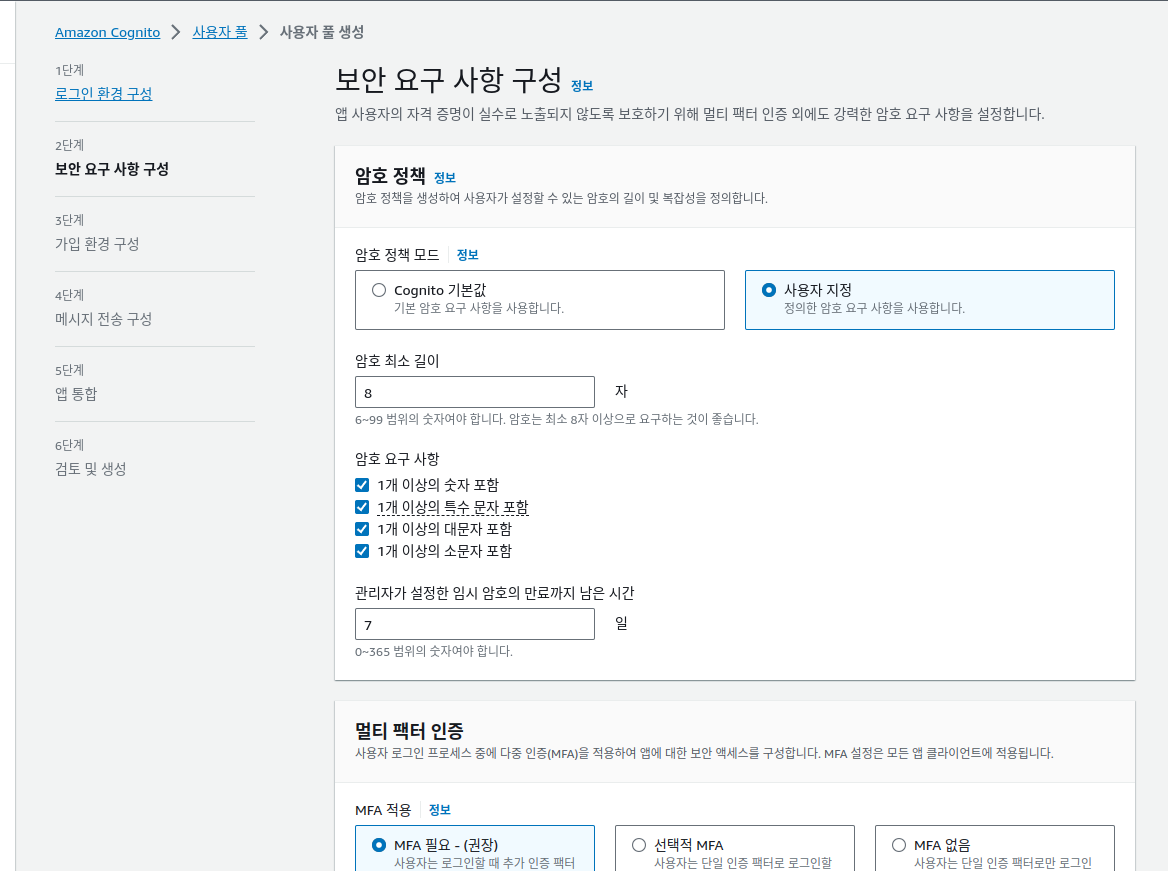 Amazon Cognito > 사용자 풀 > 사용자 풀 생성
1단계
로그인 환경 구성
2단계
보안 요구 사항 구성
3단계
가입 환경 구성
4단계
메시지 전송 구성
5단계
앱 통합
6단계
검토 및 생성
보안 요구 사항 구성 정보
앱 사용자의 자격 증명이 실수로 노출되지 않도록 보호하기 위해 멀티 팩터 인증 외에도 강력한 암호 요구 사항을 설정합니다.
암호 정책 정보
암호 정책을 생성하여 사용자가 설정할 수 있는 암호의 길이 및 복잡성을 정의합니다.
암호 정책 모드 정보
Cognito 기본값
기본 암호 요구 사항을 사용합니다.
사용자 지정
정의한 암호 요구 사항을 사용합니다.
암호 최소 길이
8 자
6~99 범위의 숫자여야 합니다. 암호는 최소 8자 이상으로 요구하는 것이 좋습니다.
암호 요구 사항
1개 이상의 숫자 포함
1개 이상의 특수 문자 포함
1개 이상의 대문자 포함
1개 이상의 소문자 포함
관리자가 설정한 임시 암호의 만료까지 남은 시간
7 일
0~365 범위의 숫자여야 합니다.
멀티 팩터 인증
사용자 로그인 프로세스 중에 다중 인증(MFA)을 적용하여 앱에 대한 보안 액세스를 구성합니다. MFA 설정은 모든 앱 클라이언트에 적용됩니다.
MFA 적용 정보
MFA 필요 - (권장)
사용자는 로그인할 때 추가 인증 팩터
선택적 MFA
사용자는 단일 인증 팩터로 로그인할
MFA 없음
사용자는 단일 인증 팩터로만 로그인